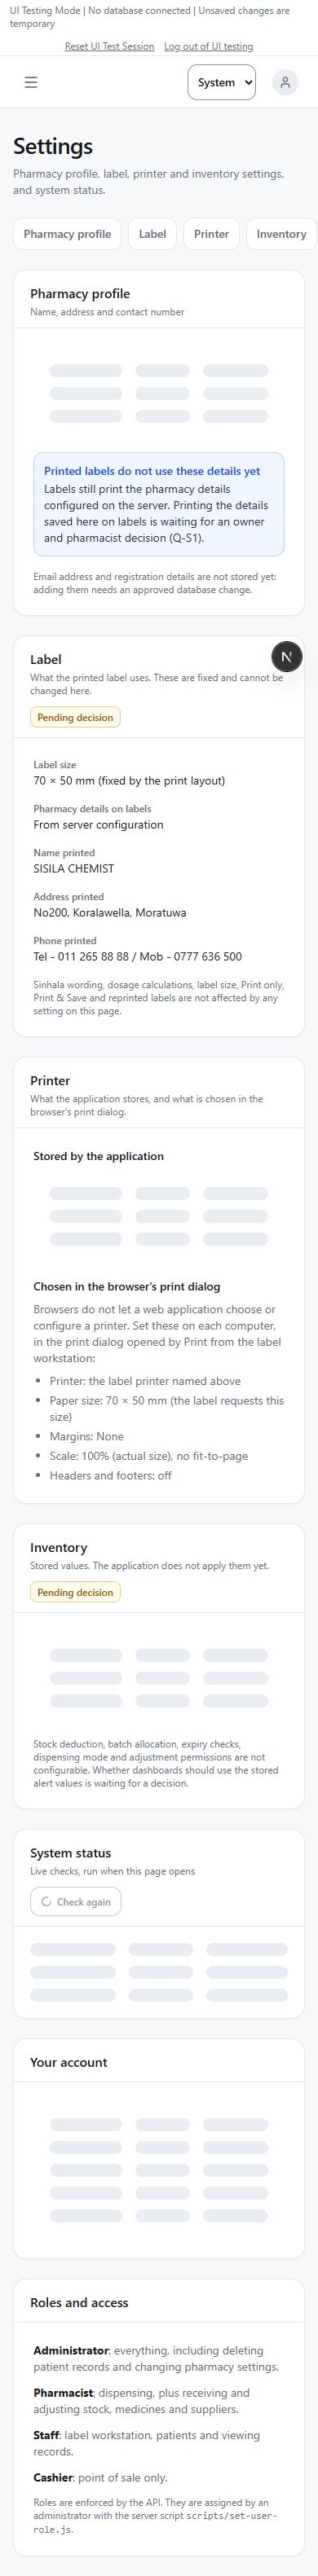 UI Testing Mode | No database connected | Unsaved changes are
temporary
Reset UI Test Session Log out of UI testing
System
Settings
Pharmacy profile, label, printer and inventory settings,
and system status.
Pharmacy profile Label Printer Inventory
Pharmacy profile
Name, address and contact number
Printed labels do not use these details yet
Labels still print the pharmacy details
configured on the server. Printing the details
saved here on labels is waiting for an owner
and pharmacist decision (Q-S1).
Email address and registration details are not stored yet:
adding them needs an approved database change.
Label
N
What the printed label uses. These are fixed and cannot be
changed here.
Pending decision
Label size
70 × 50 mm (fixed by the print layout)
Pharmacy details on labels
From server configuration
Name printed
SISILA CHEMIST
Address printed
No200, Koralawella, Moratuwa
Phone printed
Tel - 011 265 88 88 / Mob - 0777 636 500
Sinhala wording, dosage calculations, label size, Print only,
Print & Save and reprinted labels are not affected by any
setting on this page.
Printer
What the application stores, and what is chosen in the
browser's print dialog.
Stored by the application
Chosen in the browser's print dialog
Browsers do not let a web application choose or
configure a printer. Set these on each computer,
in the print dialog opened by Print from the label
workstation:
• Printer: the label printer named above
• Paper size: 70 × 50 mm (the label requests this
size)
• Margins: None
• Scale: 100% (actual size), no fit-to-page
• Headers and footers: off
Inventory
Stored values. The application does not apply them yet.
Pending decision
Stock deduction, batch allocation, expiry checks,
dispensing mode and adjustment permissions are not
configurable. Whether dashboards should use the stored
alert values is waiting for a decision.
System status
Live checks, run when this page opens
Check again
Your account
Roles and access
Administrator: everything, including deleting
patient records and changing pharmacy settings.
Pharmacist: dispensing, plus receiving and
adjusting stock, medicines and suppliers.
Staff: label workstation, patients and viewing
records.
Cashier: point of sale only.
Roles are enforced by the API. They are assigned by an
administrator with the server script scripts/set-user-
role.js.